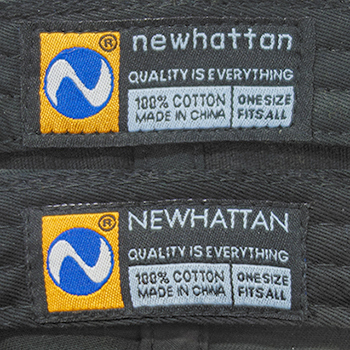 ® newhattan
QUALITY IS EVERYTHING
100% COTTON ONE SIZE
MADE IN CHINA FITS ALL
® NEWHATTAN
QUALITY IS EVERYTHING
100% COTTON ONE SIZE
MADE IN CHINA FITS ALL